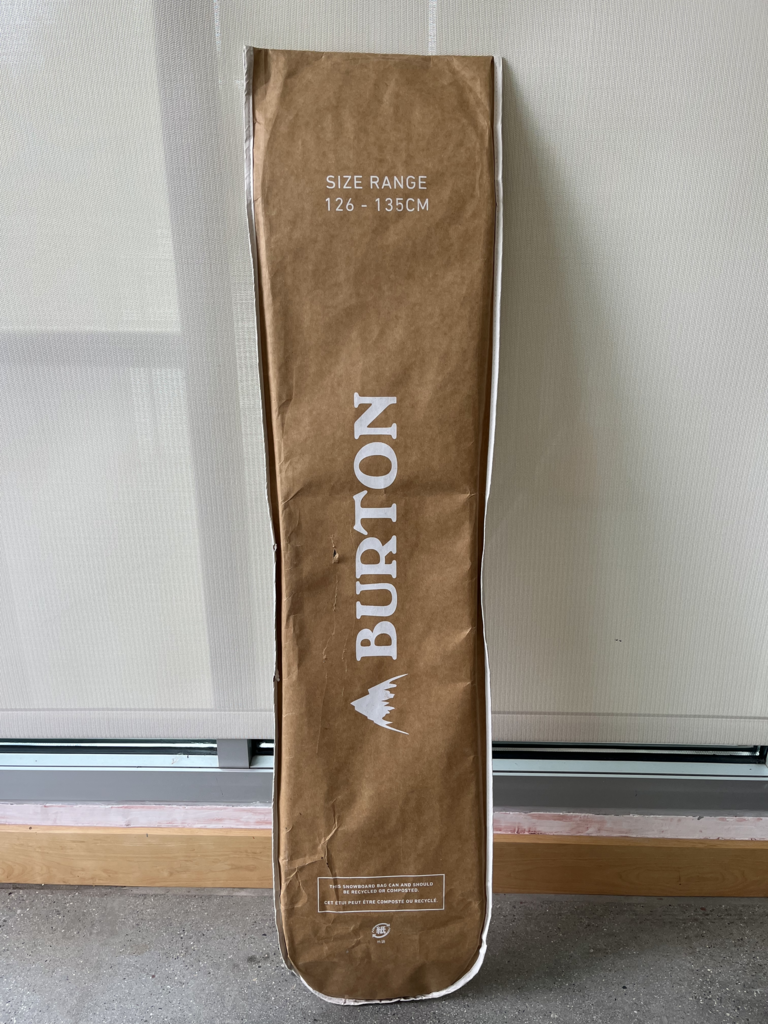 SIZE RANGE
126 - 135CM
BURTON
THIS SNOWBOARD BAG CAN AND SHOULD
BE RECYCLED OR COMPOSTED.
CET ÉTUI PEUT ÊTRE COMPOSTÉ OU RECYCLÉ.